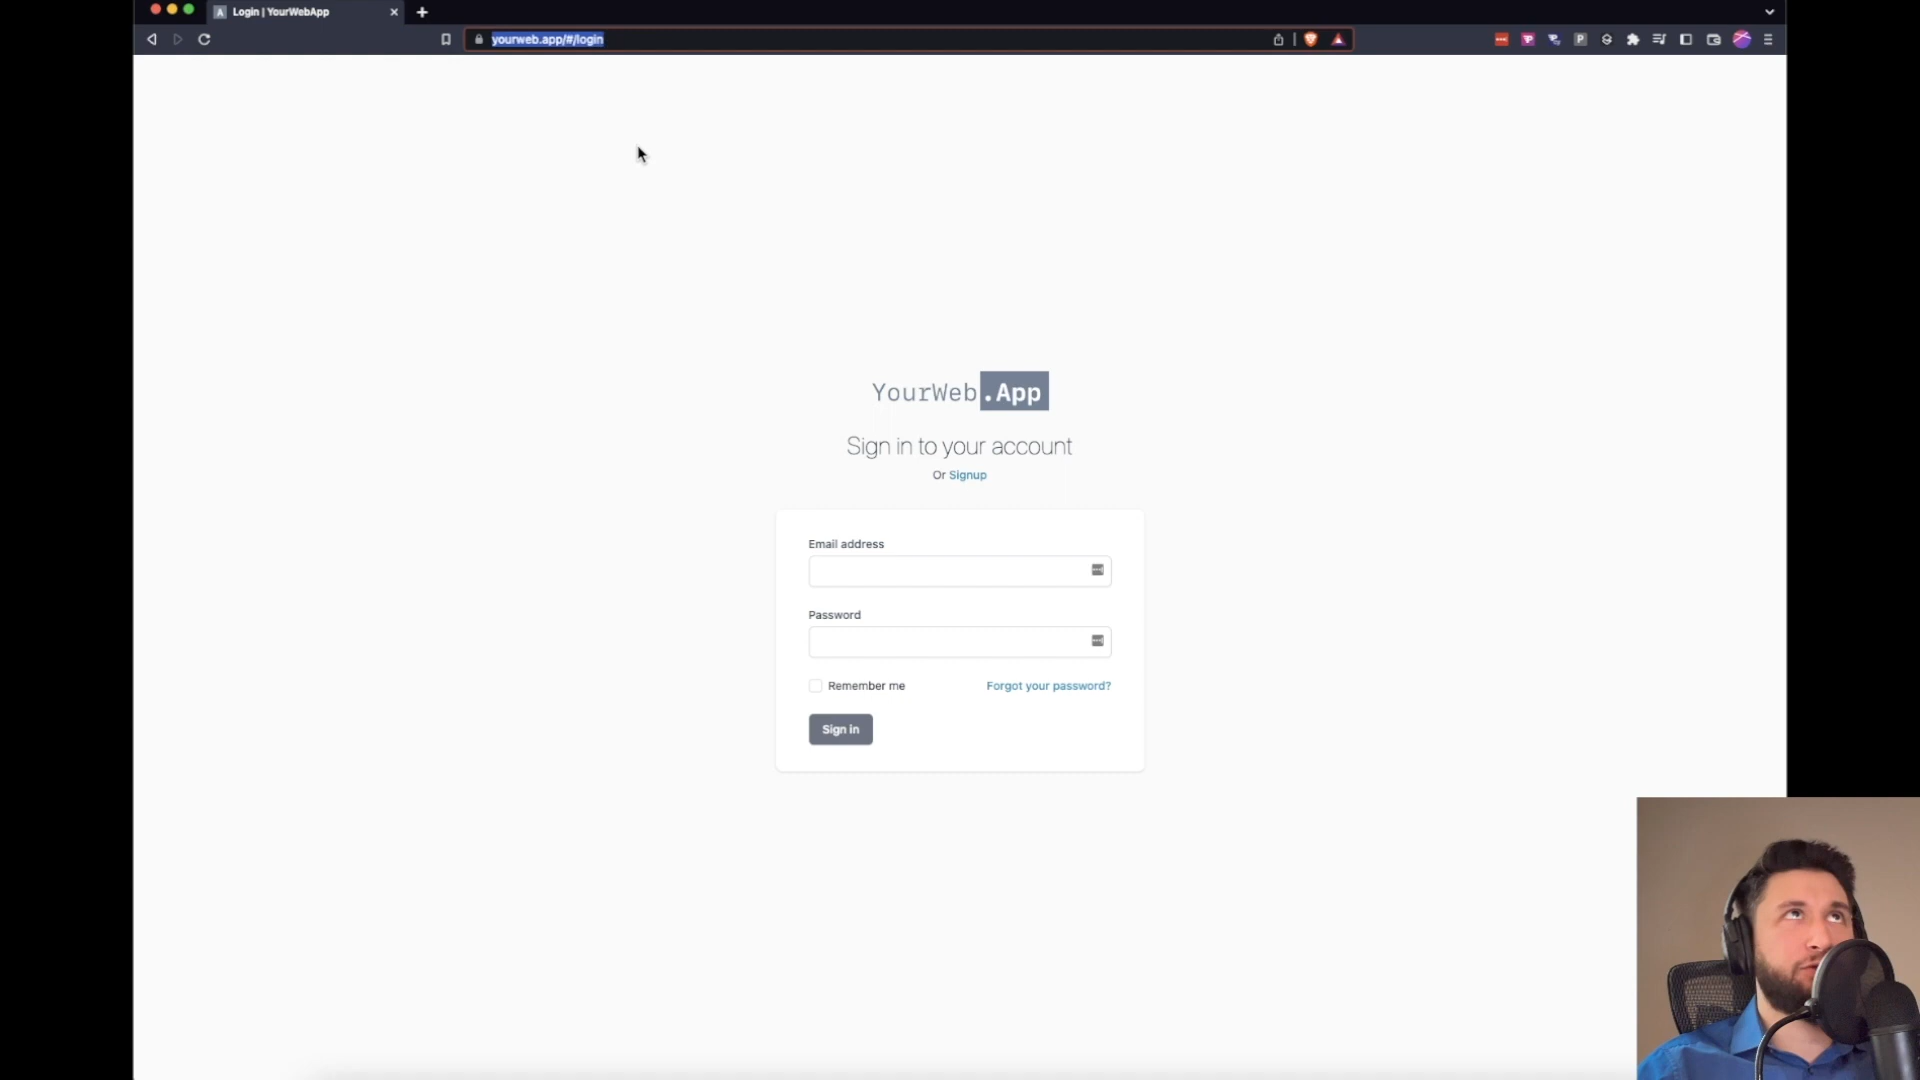 Login | YourWebApp
yourweb.app/#/login
YourWeb.App
Sign in to your account
Or Signup
Email address
Password
Remember me
Forgot your password?
Sign in